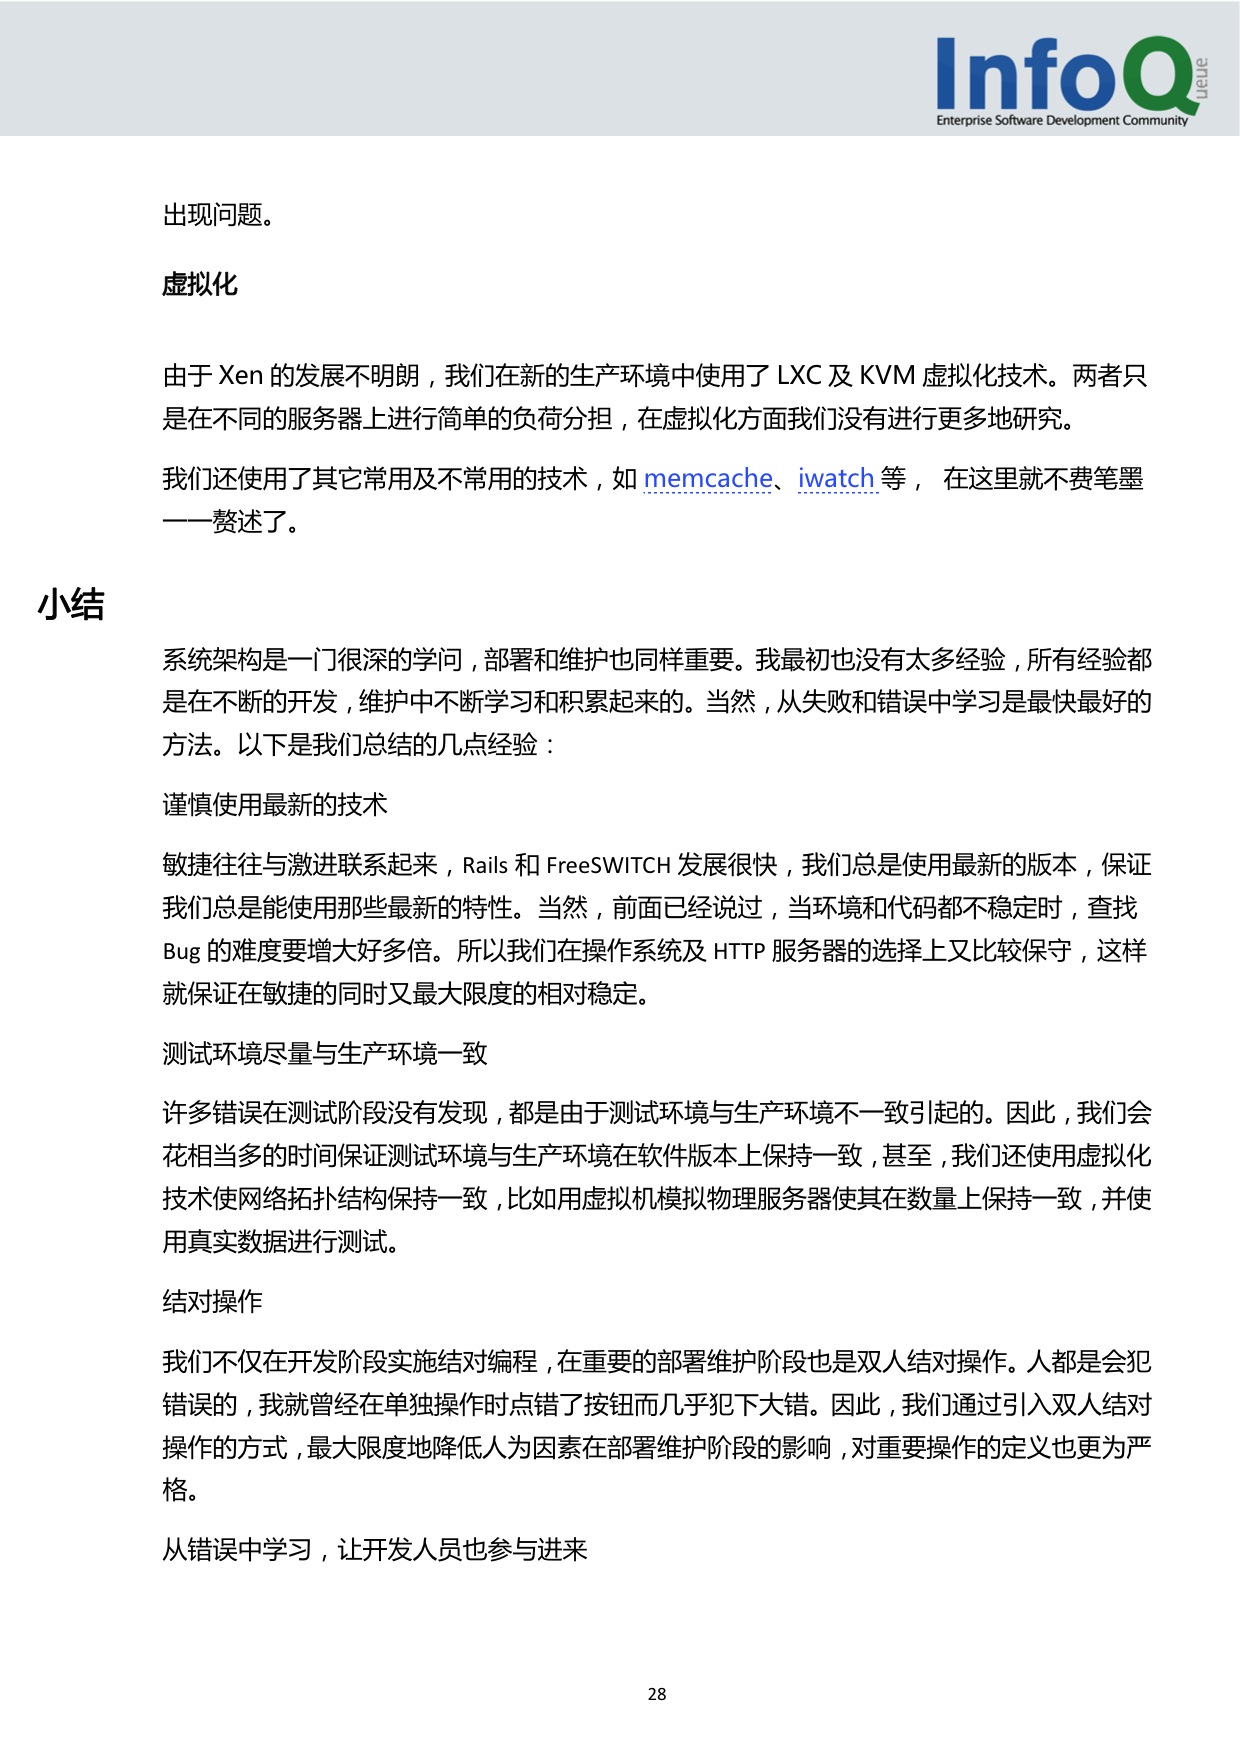 InfoQ
ueue
Enterprise Software Development Community
出现问题。
虚拟化
由于 Xen 的发展不明朗，我们在新的生产环境中使用了 LXC 及 KVM 虚拟化技术。两者只
是在不同的服务器上进行简单的负荷分担，在虚拟化方面我们没有进行更多地研究。
我们还使用了其它常用及不常用的技术，如 memcache、iwatch 等， 在这里就不费笔墨
一一赘述了。
小结
系统架构是一门很深的学问，部署和维护也同样重要。我最初也没有太多经验，所有经验都
是在不断的开发，维护中不断学习和积累起来的。当然，从失败和错误中学习是最快最好的
方法。以下是我们总结的几点经验：
谨慎使用最新的技术
敏捷往往与激进联系起来，Rails 和 FreeSWITCH 发展很快，我们总是使用最新的版本，保证
我们总是能使用那些最新的特性。当然，前面已经说过，当环境和代码都不稳定时，查找
Bug 的难度要增大好多倍。所以我们在操作系统及 HTTP 服务器的选择上又比较保守，这样
就保证在敏捷的同时又最大限度的相对稳定。
测试环境尽量与生产环境一致
许多错误在测试阶段没有发现，都是由于测试环境与生产环境不一致引起的。因此，我们会
花相当多的时间保证测试环境与生产环境在软件版本上保持一致，甚至，我们还使用虚拟化
技术使网络拓扑结构保持一致，比如用虚拟机模拟物理服务器使其在数量上保持一致，并使
用真实数据进行测试。
结对操作
我们不仅在开发阶段实施结对编程，在重要的部署维护阶段也是双人结对操作。人都是会犯
错误的，我就曾经在单独操作时点错了按钮而几乎犯下大错。因此，我们通过引入双人结对
操作的方式，最大限度地降低人为因素在部署维护阶段的影响，对重要操作的定义也更为严
格。
从错误中学习，让开发人员也参与进来
28